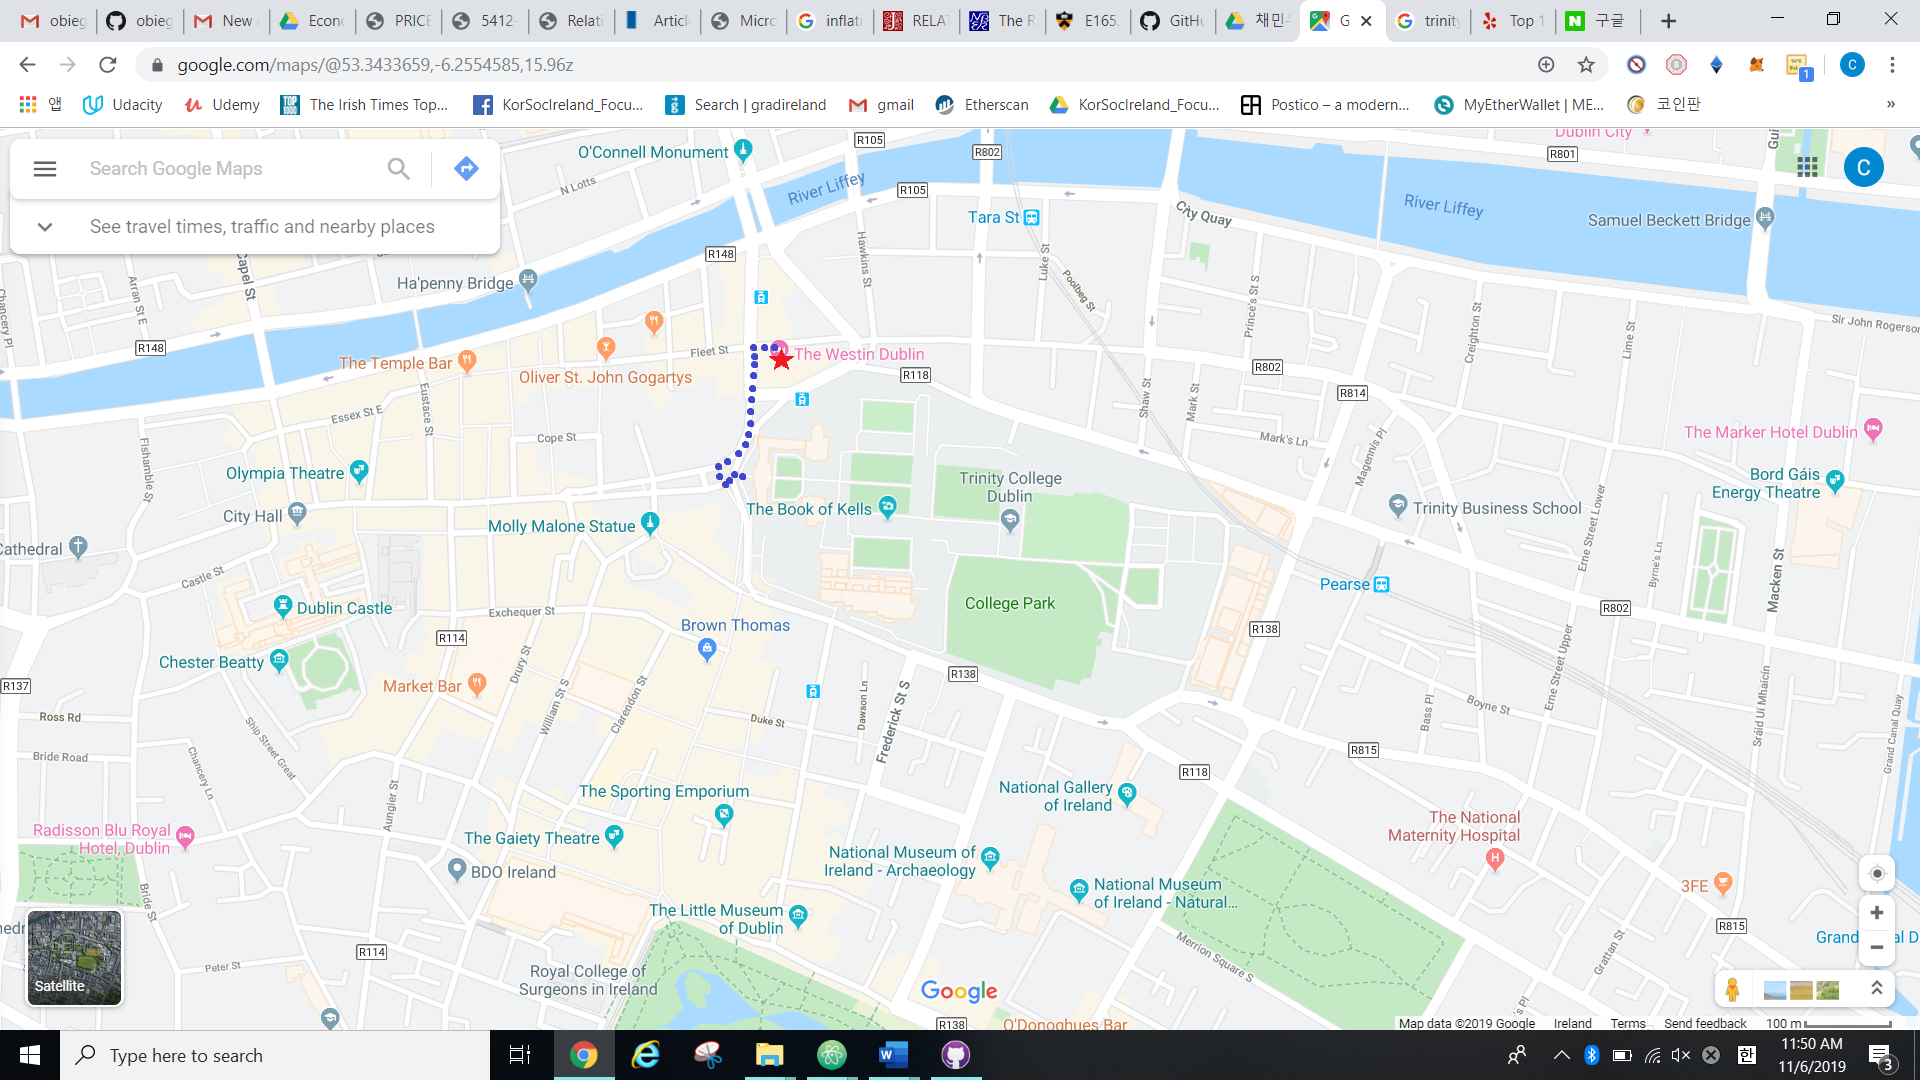 obieg
obieg
New
Econo
PRICE
5412-
Relati
Article
Micro
inflati
RELAT
The R
E165.
GitHu
채민우
G
trinity
Top 1
구글
google.com/maps/@53.3433659,-6.2554585,15.96z
C
앱
Udacity
Udemy
The Irish Times Top...
KorSocIreland_Focu...
Search | gradireland
gmail
Etherscan
KorSocIreland_Focu...
Postico – a modern...
MyEtherWallet | ME...
코인판
»
Search Google Maps
See travel times, traffic and nearby places
O'Connell Monument
R105
R802
R801
Dublin City
C
N Lotts
River Liffey
R105
Tara St
City Quay
River Liffey
Samuel Beckett Bridge
Capel St
R148
Hawkins St
Luke St
Poolbeg St
Prince's St S
Ha'penny Bridge
Arran St E
Chancery Pl
R148
Creighton St
Lime St
Sir John Rogerson
The Temple Bar
Fleet St
The Westin Dublin
Oliver St. John Gogartys
R118
R802
R814
Shaw St
Mark St
Essex St E
Eustace St
Cope St
Mark's Ln
Magennis Pl
The Marker Hotel Dublin
Fishamble St
Olympia Theatre
City Hall
Molly Malone Statue
The Book of Kells
Trinity College
Dublin
Trinity Business School
Bord Gáis
Energy Theatre
Erne Street Lower
Cathedral
Castle St
Byrne's Ln
Macken St
Pearse
Dublin Castle
Exchequer St
College Park
R802
R114
Brown Thomas
R138
Chester Beatty
Market Bar
Drury St
William St S
Clarendon St
R138
R137
Ross Rd
Ship Street Great
Duke St
Dawson Ln
Frederick St S
Bass Pl
Boyne St
Erne Street Upper
Sráid Uí Mhaicín
Grand Canal Quay
Bride Road
Chancery Ln
R815
R118
The Sporting Emporium
National Gallery
of Ireland
Aungier St
Radisson Blu Royal
Hotel, Dublin
The Gaiety Theatre
The National
Maternity Hospital
BDO Ireland
National Museum of
Ireland - Archaeology
National Museum
of Ireland - Natural...
3FE
Bride St
The Little Museum
of Dublin
R815
R114
Merrion Square S
Grattan St
Peter St
Royal College of
Surgeons in Ireland
Satellite
Google
R138
O'Donoghues Bar
Map data ©2019 Google
Ireland
Terms
Send feedback
100 m
Type here to search
한
11:50 AM
11/6/2019
3